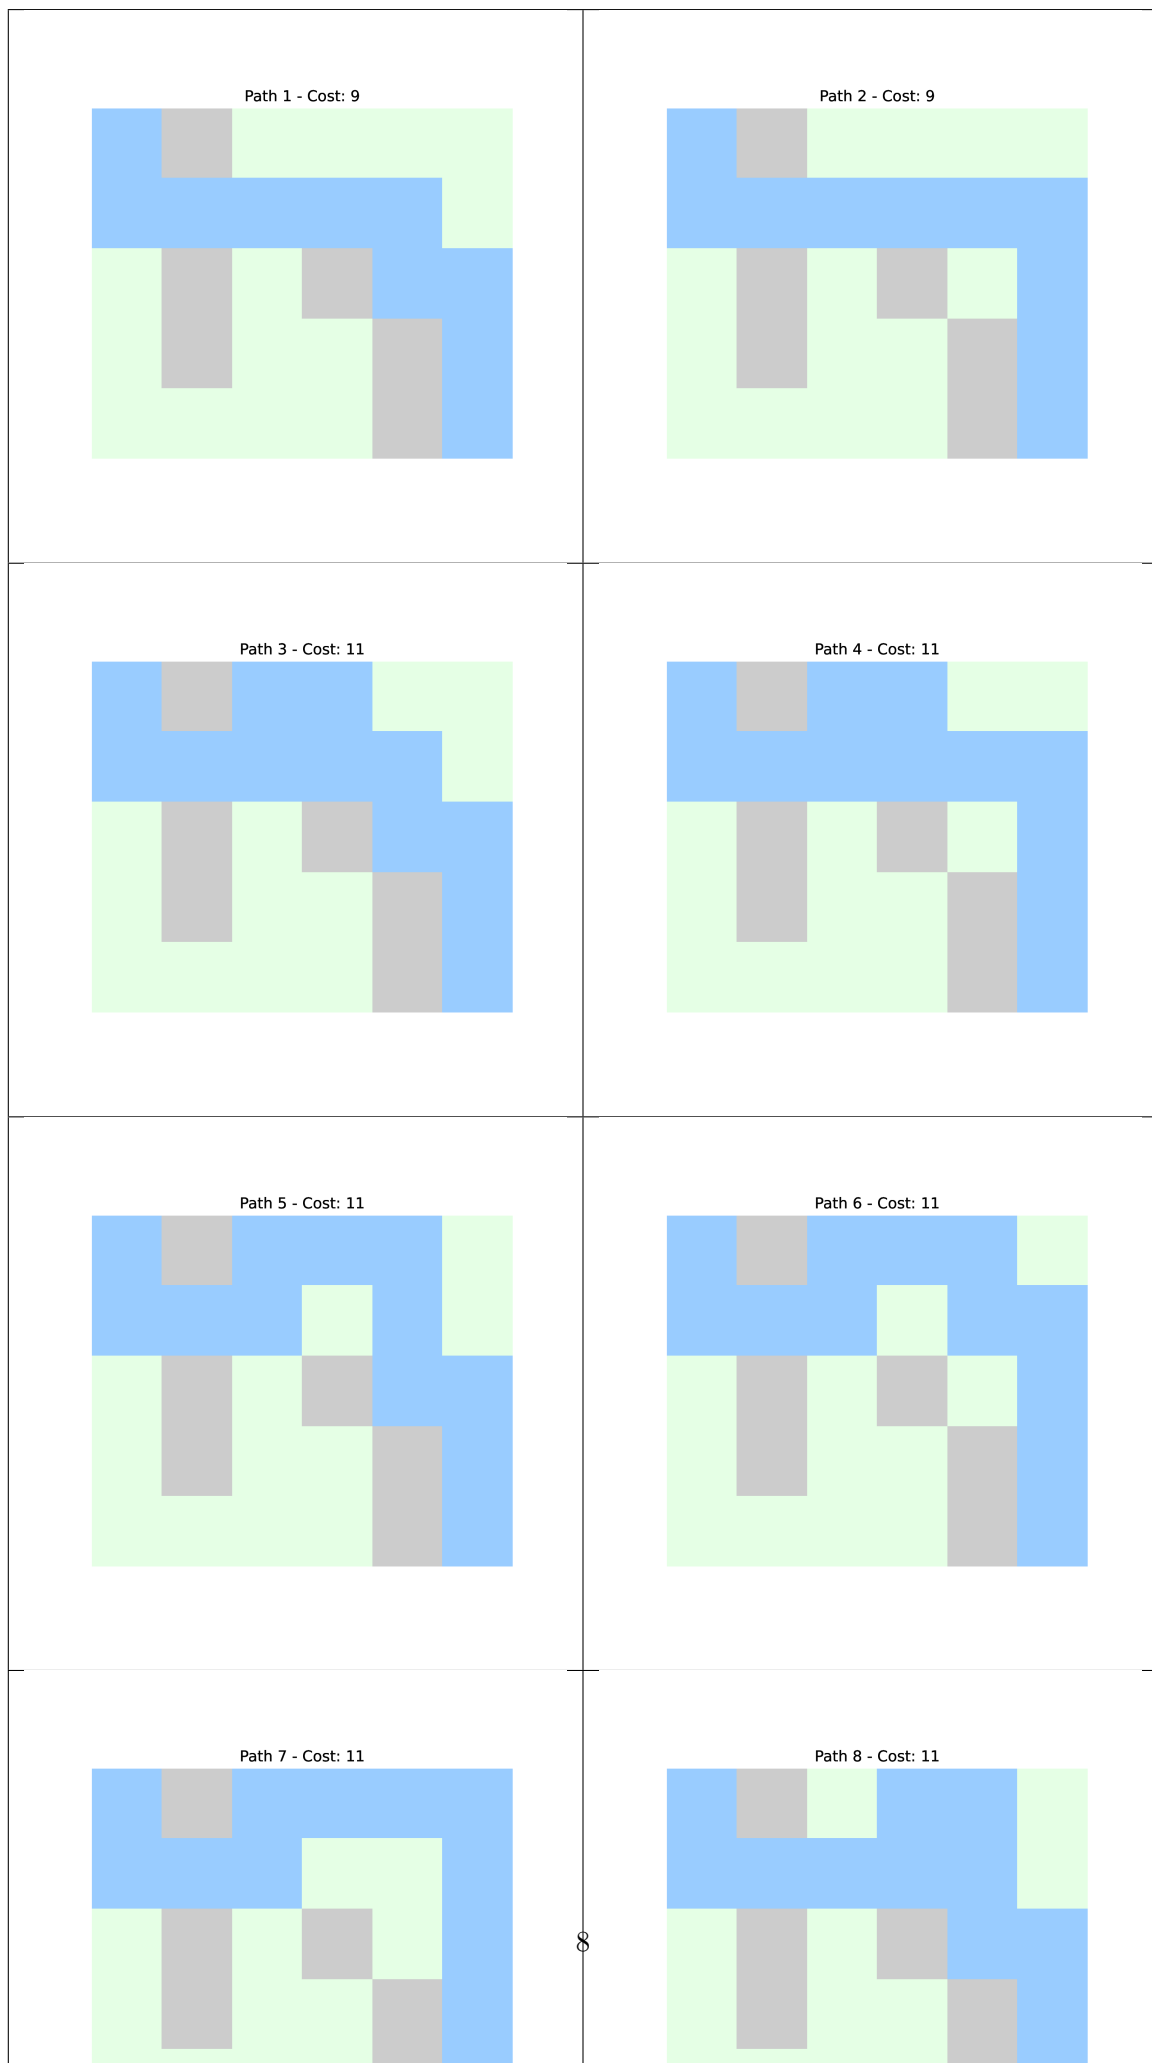 Path 1 - Cost: 9
Path 2 - Cost: 9
Path 3 - Cost: 11
Path 4 - Cost: 11
Path 5 - Cost: 11
Path 6 - Cost: 11
Path 7 - Cost: 11
Path 8 - Cost: 11
8